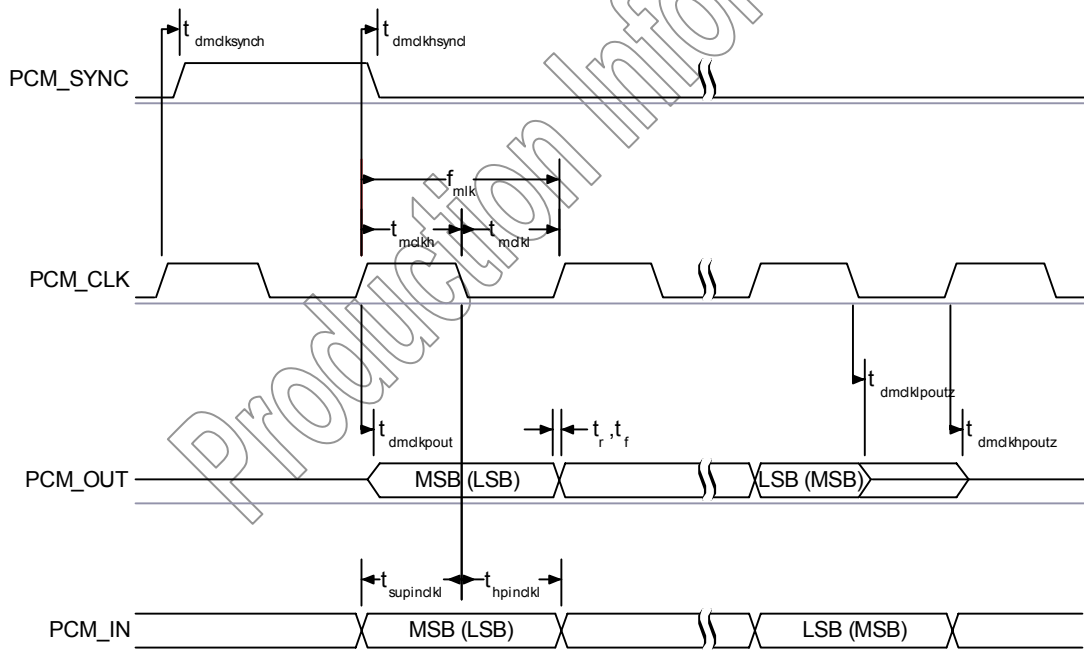 t dmclksynch
t dmclkhsyncl
PCM_SYNC
f mlk
t mclkh
t mclkl
PCM_CLK
t dmclklpoutz
t dmclkpout
t r ,t f
t dmclkhpoutz
PCM_OUT
MSB (LSB)
LSB (MSB)
t supinclkl
t hpinclkl
PCM_IN
MSB (LSB)
LSB (MSB)
Production Infor